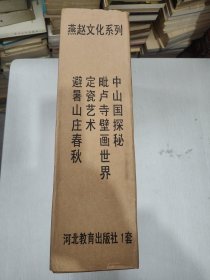 燕赵文化系列
中山国探秘
毗卢寺壁画世界
定瓷艺术
避暑山庄春秋
河北教育出版社1套